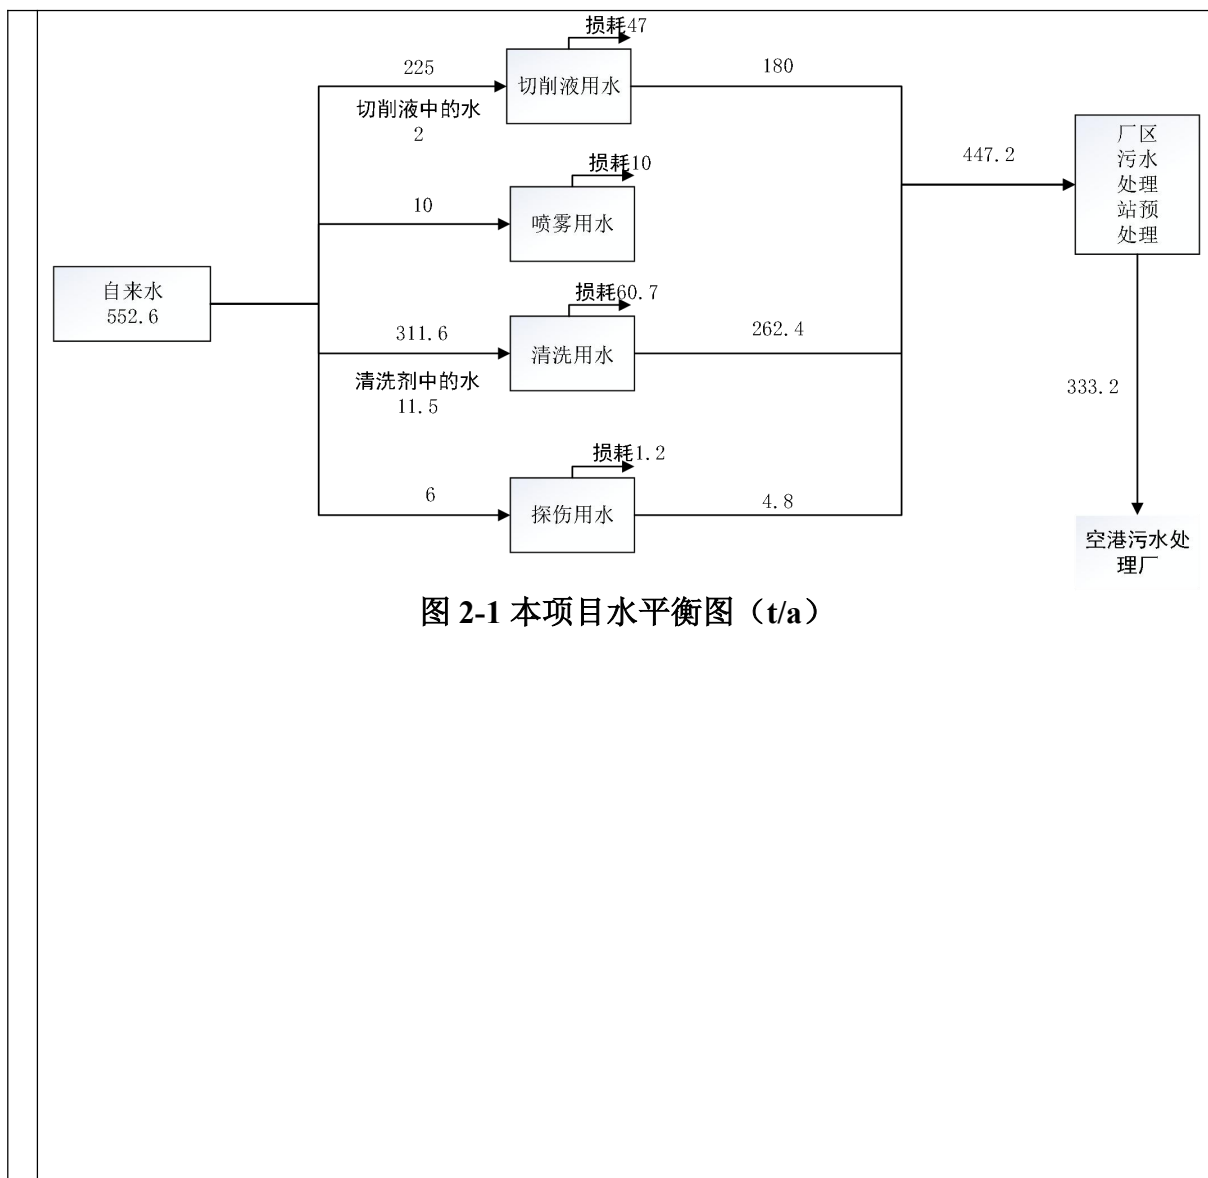 损耗47
225
切削液用水
180
切削液中的水
2
厂区
污水
处理
站预
处理
447.2
损耗10
10
喷雾用水
自来水
552.6
损耗60.7
311.6
清洗用水
262.4
清洗剂中的水
11.5
333.2
损耗1.2
6
探伤用水
4.8
空港污水处
理厂
图 2-1 本项目水平衡图（t/a）